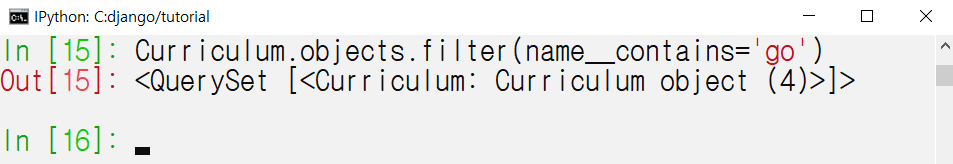 IPython: C:django/tutorial
In [15]: Curriculum.objects.filter(name__contains='go')
Out[15]: <QuerySet [<Curriculum: Curriculum object (4)>]>
In [16]: